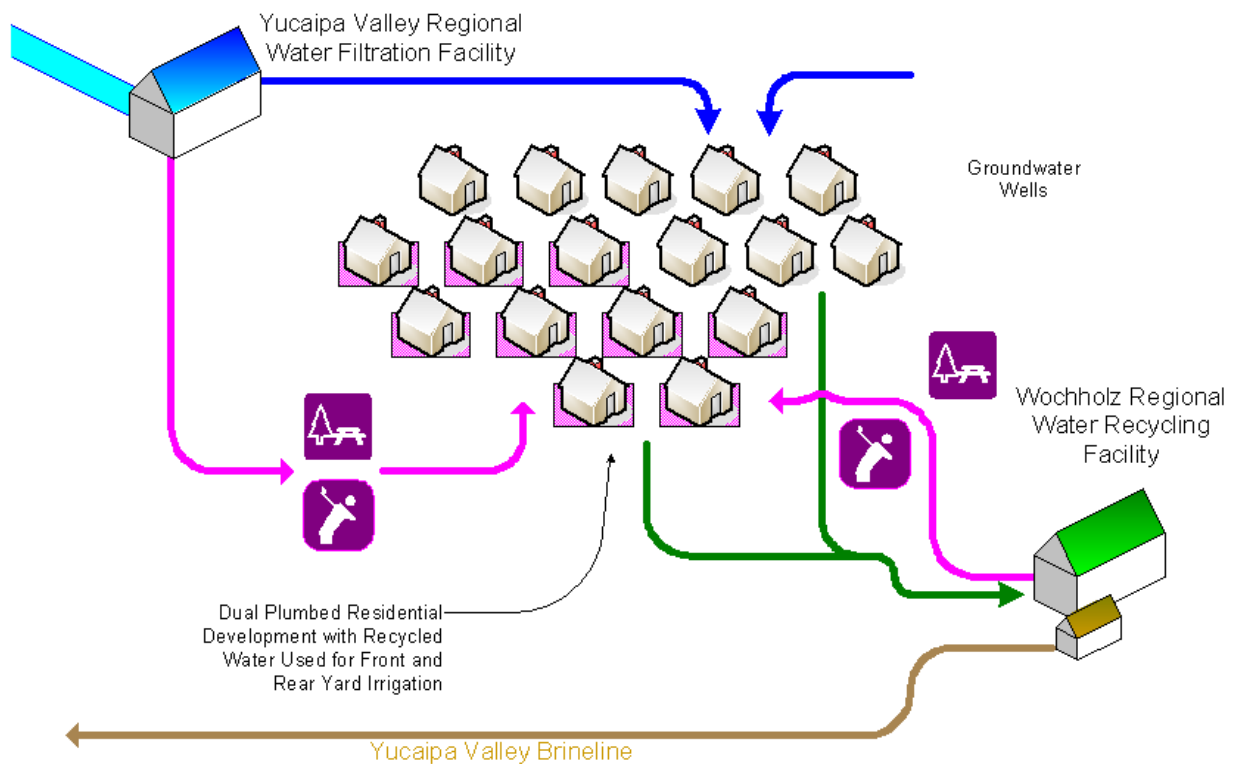 Yucaipa Valley Regional
Water Filtration Facility
Groundwater
Wells
Wochholz Regional
Water Recycling
Facility
Dual Plumbed Residential
Development with Recycled
Water Used for Front and
Rear Yard Irrigation
Yucaipa Valley Brineline